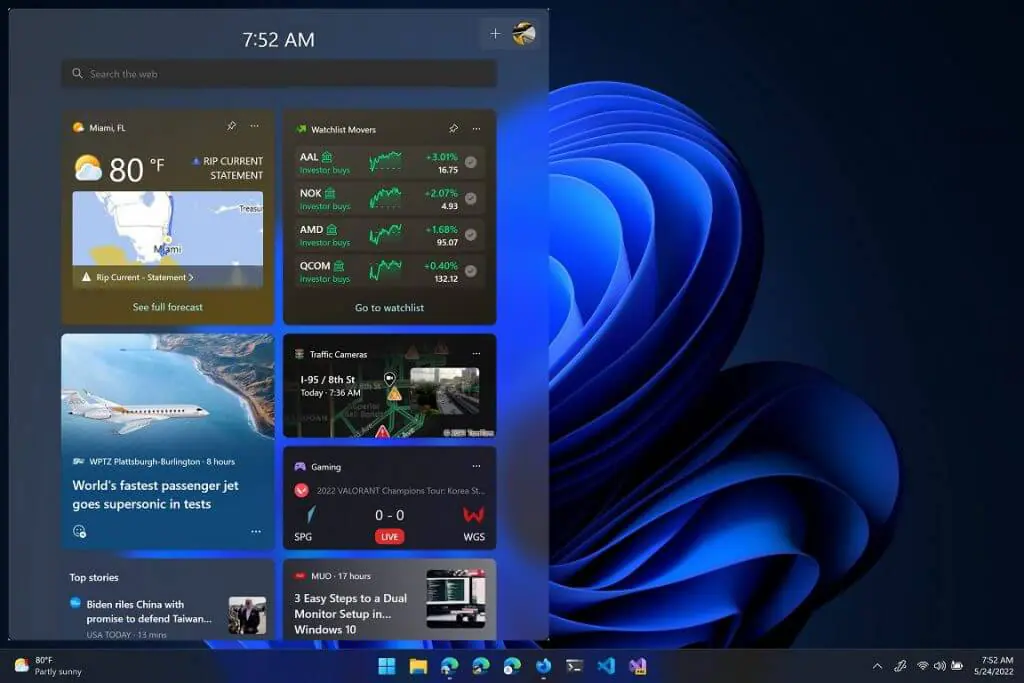 7:52 AM
Search the web
Miami, FL
80 °F
RIP CURRENT
STATEMENT
Treasu
Miami
Rip Current - Statement
See full forecast
Watchlist Movers
AAL
+3.01%
Investor buys
16.75
NOK
+2.07%
Investor buys
4.93
AMD
+1.68%
Investor buys
95.07
QCOM
+0.40%
Investor buys
132.12
Go to watchlist
WPTZ Plattsburgh-Burlington · 8 hours
World's fastest passenger jet
goes supersonic in tests
Traffic Cameras
I-95 / 8th St
Today · 7:36 AM
Gaming
2022 VALORANT Champions Tour: Korea St...
0 - 0
SPG
LIVE
WGS
Top stories
Biden riles China with
promise to defend Taiwan...
USA TODAY · 13 mins
MUO · 17 hours
3 Easy Steps to a Dual
Monitor Setup in...
Windows 10
80°F
Partly sunny
7:52 AM
5/24/2022